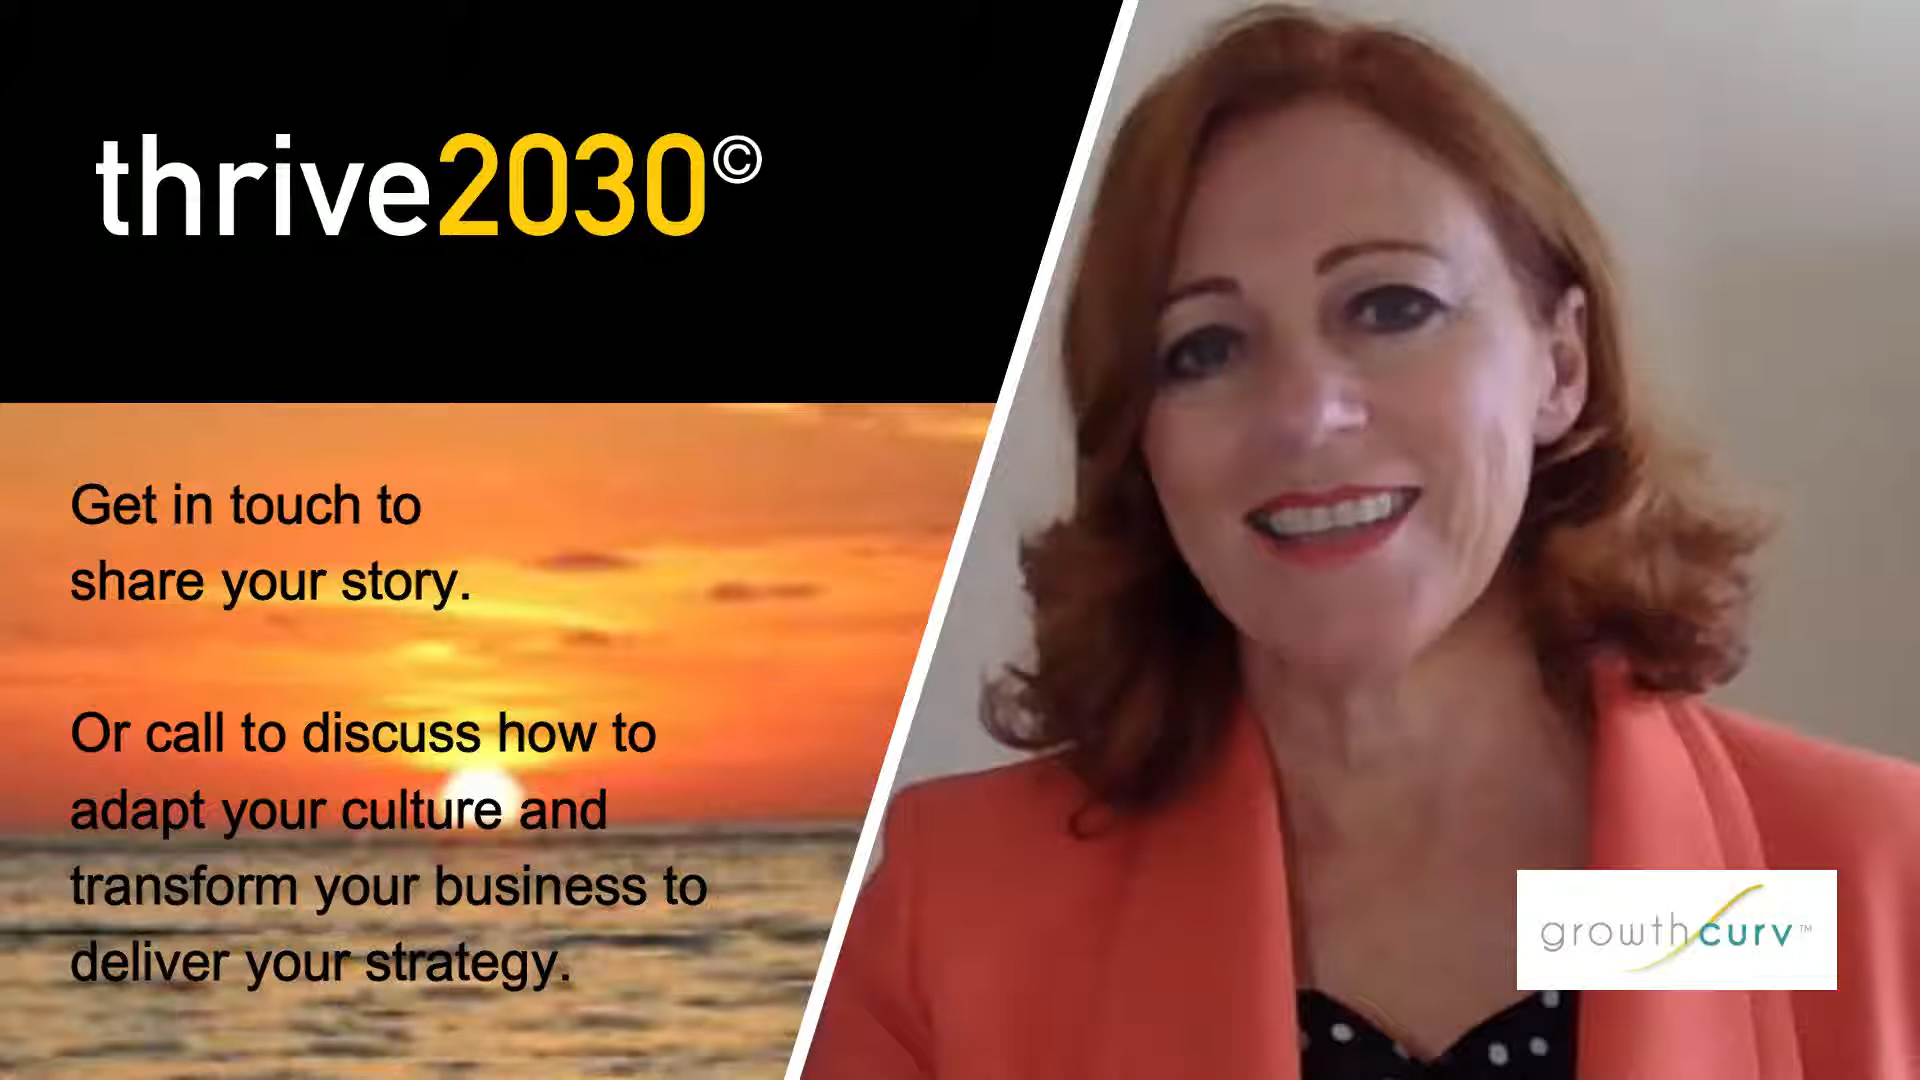 thrive2030©
Get in touch to
share your story.
Or call to discuss how to
adapt your culture and
transform your business to
deliver your strategy.
growthcurv™